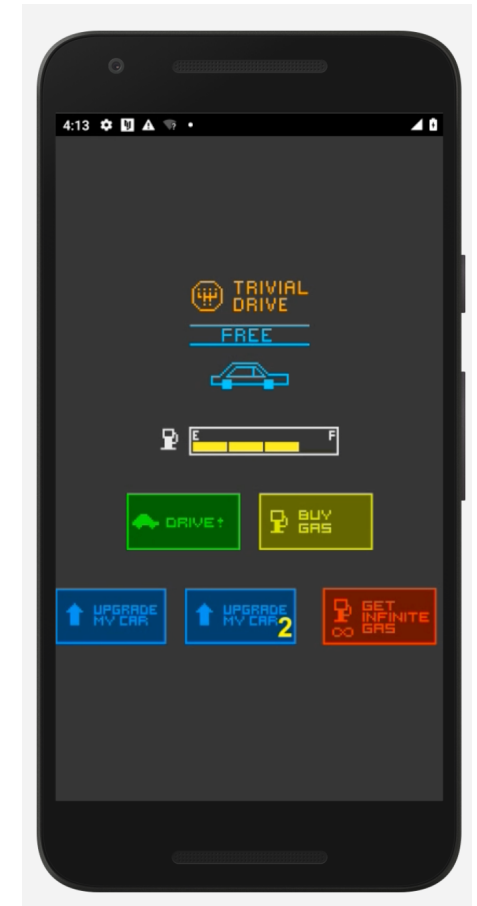 4:13
TRIVIAL
DRIVE
FREE
E F
DRIVE!
BUY
GAS
UPGRADE
MY CAR
UPGRADE
MY CAR
2
GET
INFINITE
GAS